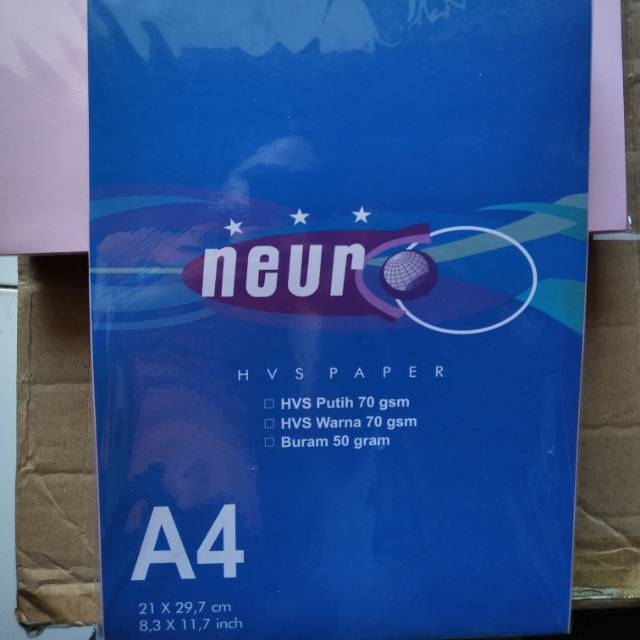 neuro
HVS PAPER
HVS Putih 70 gsm
HVS Warna 70 gsm
Buram 50 gram
A4
21 X 29,7 cm
8,3 X 11,7 inch